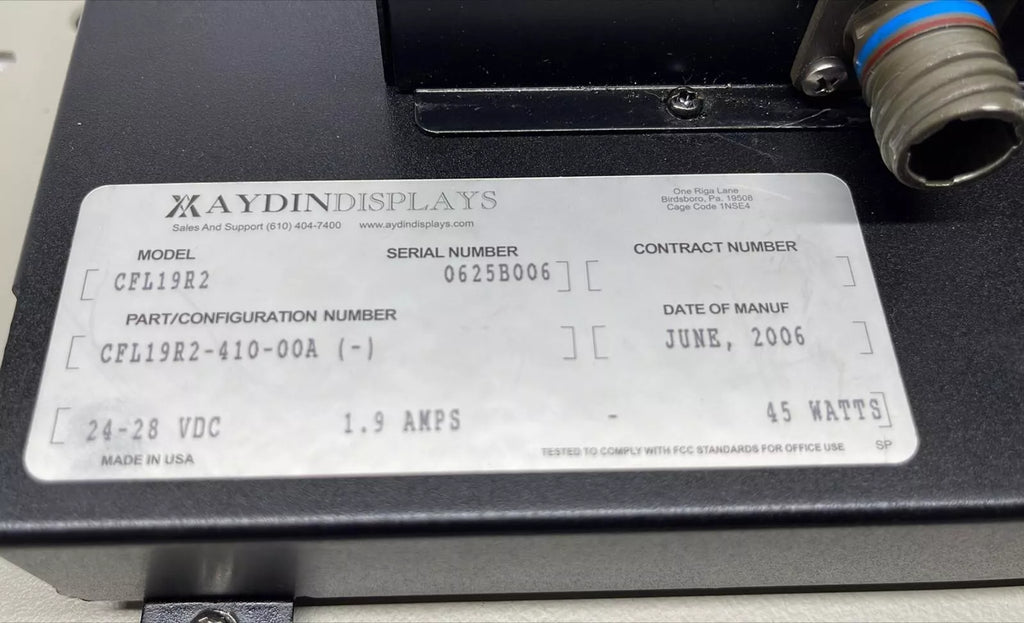 AYDINDISPLAYS
Sales And Support (610) 404-7400 www.aydindisplays.com
One Riga Lane
Birdsboro, Pa. 19508
Cage Code 1NSE4
MODEL
CFL19R2
SERIAL NUMBER
0625B006
CONTRACT NUMBER
PART/CONFIGURATION NUMBER
CFL19R2-410-00A (-)
DATE OF MANUF
JUNE, 2006
24-28 VDC 1.9 AMPS - 45 WATTS
MADE IN USA
TESTED TO COMPLY WITH FCC STANDARDS FOR OFFICE USE
SP